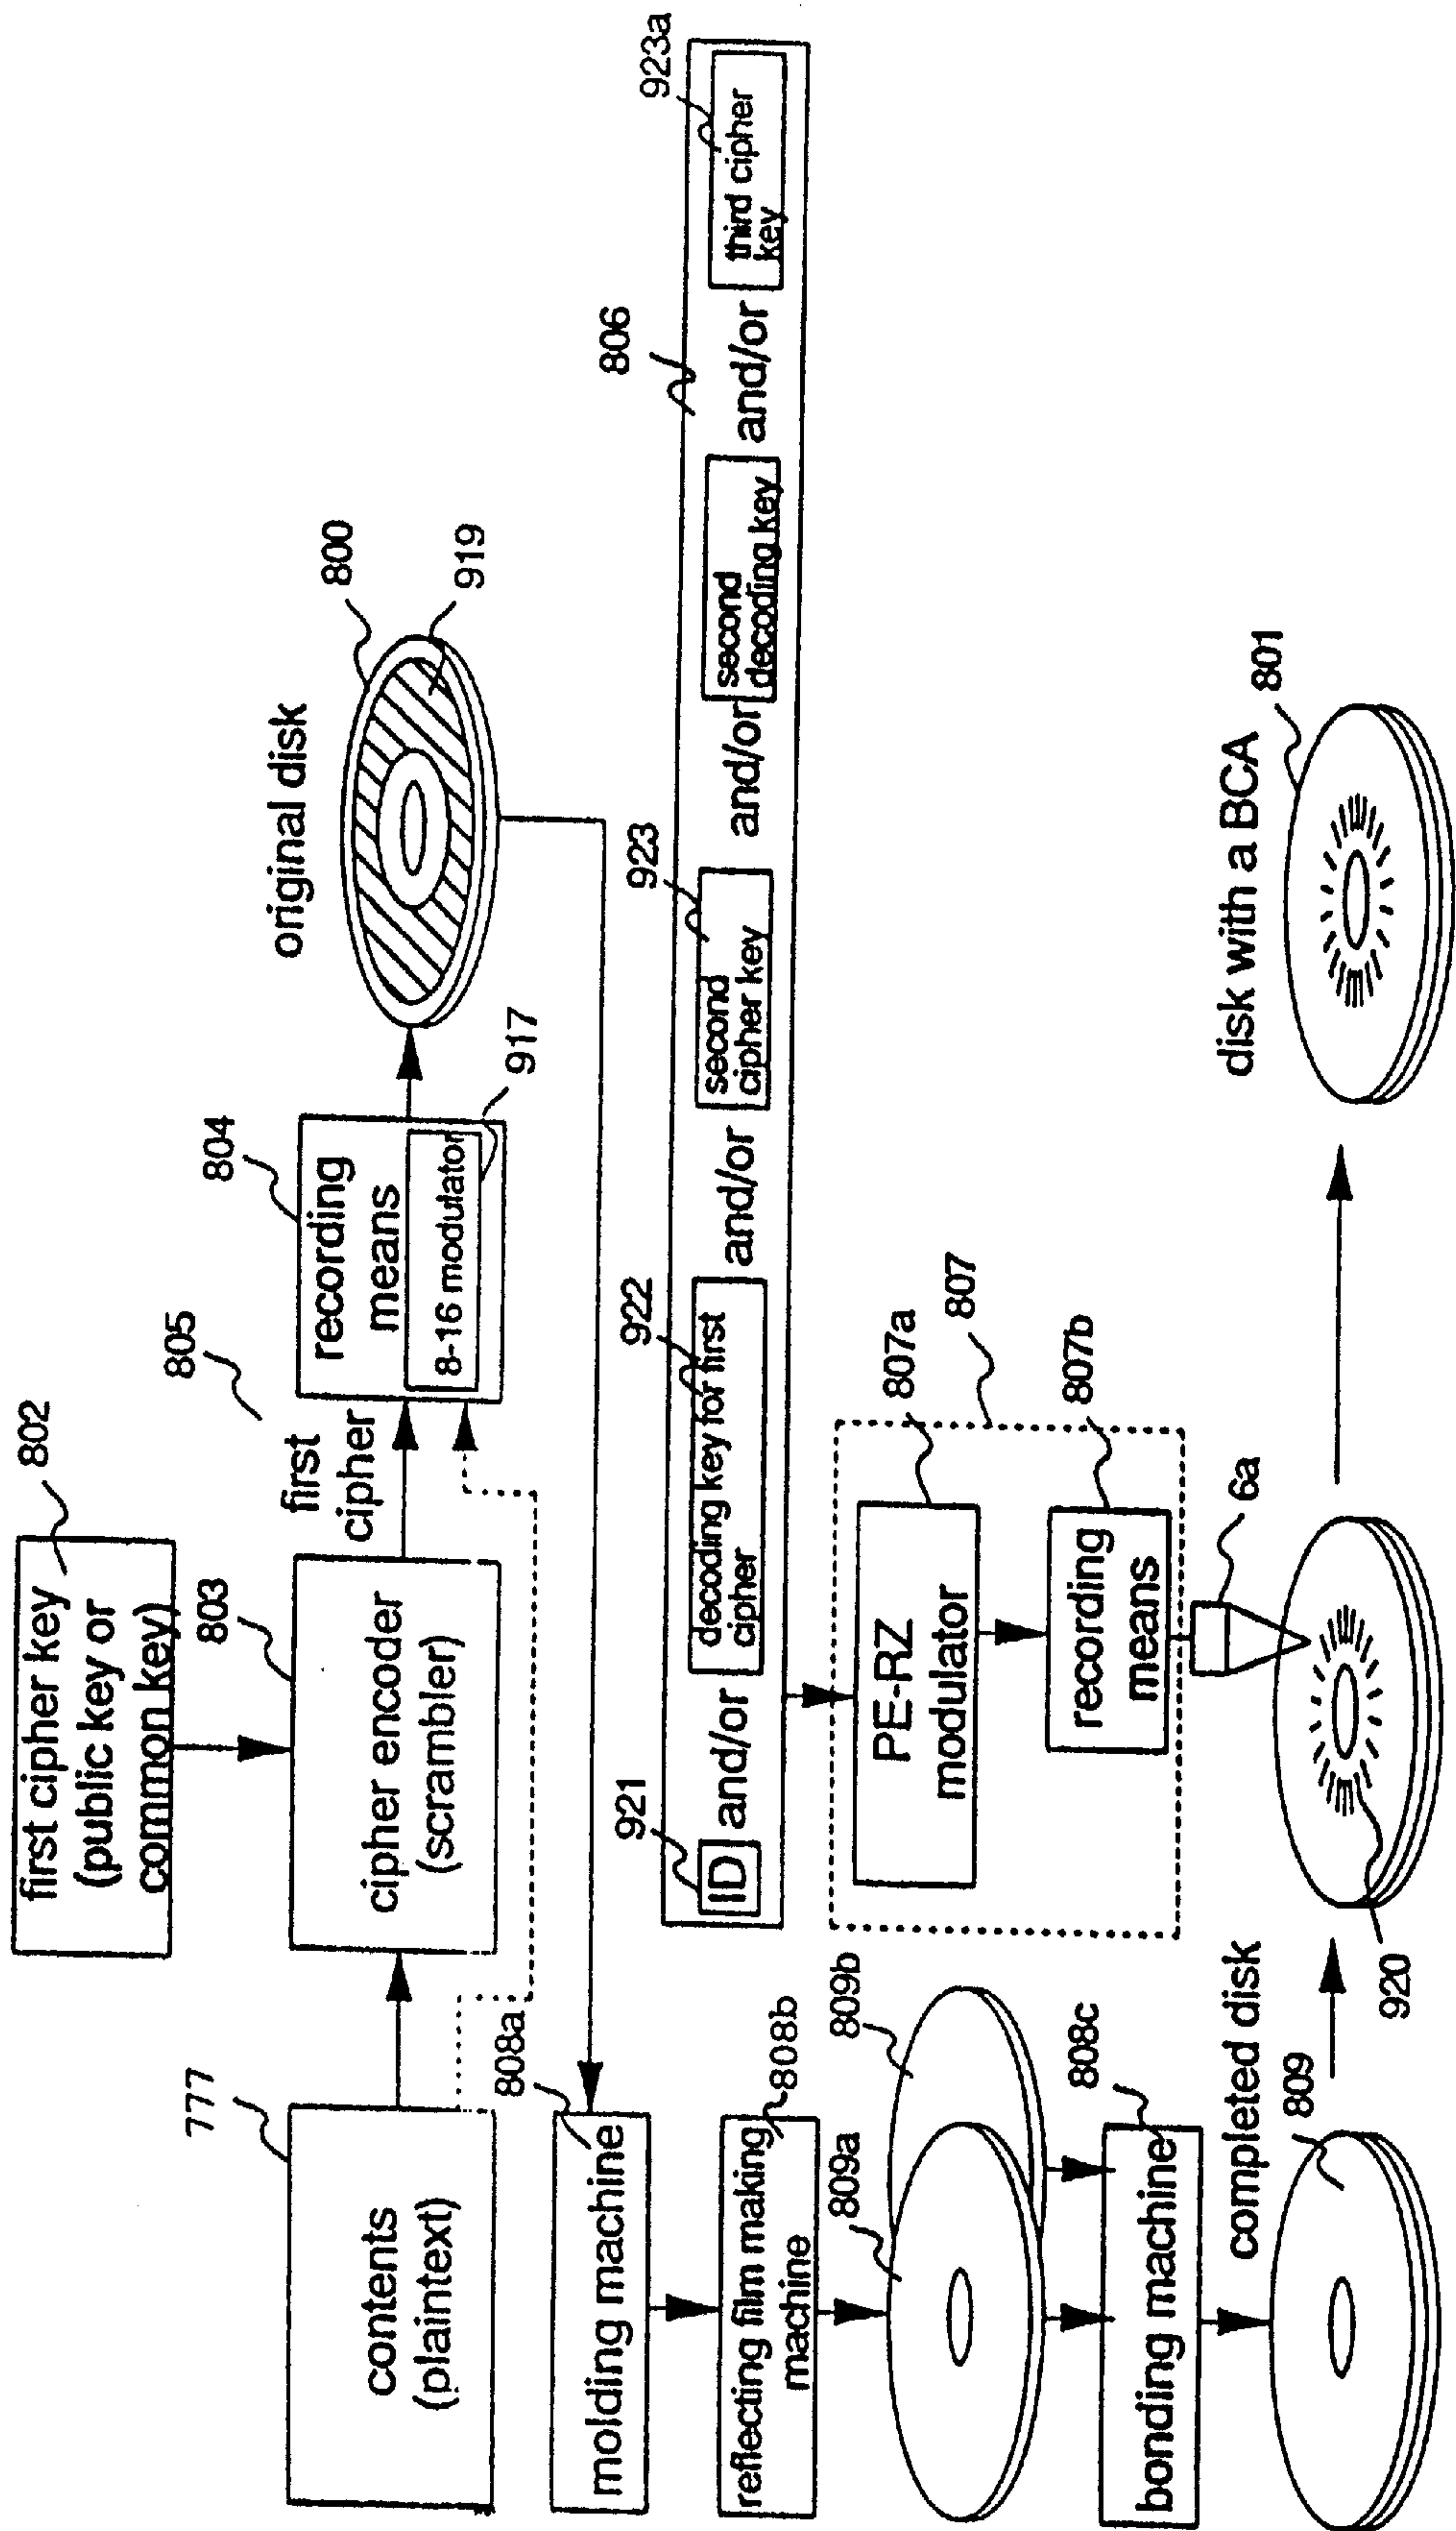 first cipher key
(public key or
common key)
802
777
contents
(plaintext)
803
cipher encoder
(scrambler)
805
first
cipher
804
recording
means
8-16 modulator
917
original disk
800
919
808a
molding machine
808b
reflecting film making
machine
809a
809b
808c
bonding machine
completed disk
809
806
921
ID
and/or
922
decoding key for first
cipher
and/or
923
second
cipher key
and/or
second
decoding key
and/or
923a
third cipher
key
807
807a
PE-RZ
modulator
807b
recording
means
6a
920
disk with a BCA
801